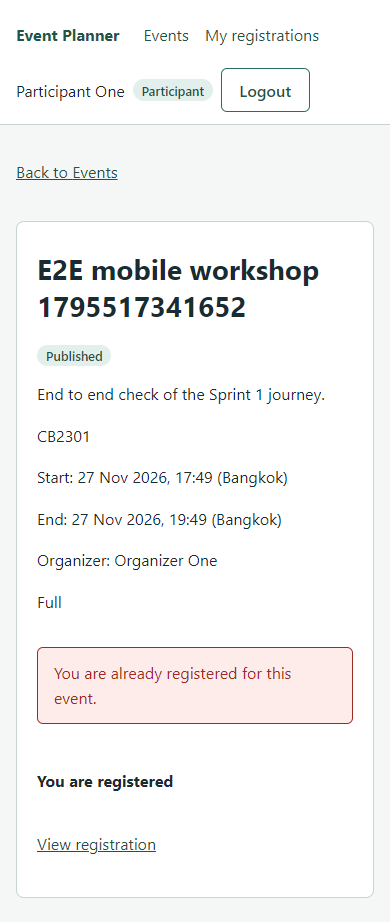 Event Planner Events My registrations
Participant One Participant Logout
Back to Events
E2E mobile workshop
1795517341652
Published
End to end check of the Sprint 1 journey.
CB2301
Start: 27 Nov 2026, 17:49 (Bangkok)
End: 27 Nov 2026, 19:49 (Bangkok)
Organizer: Organizer One
Full
You are already registered for this
event.
You are registered
View registration